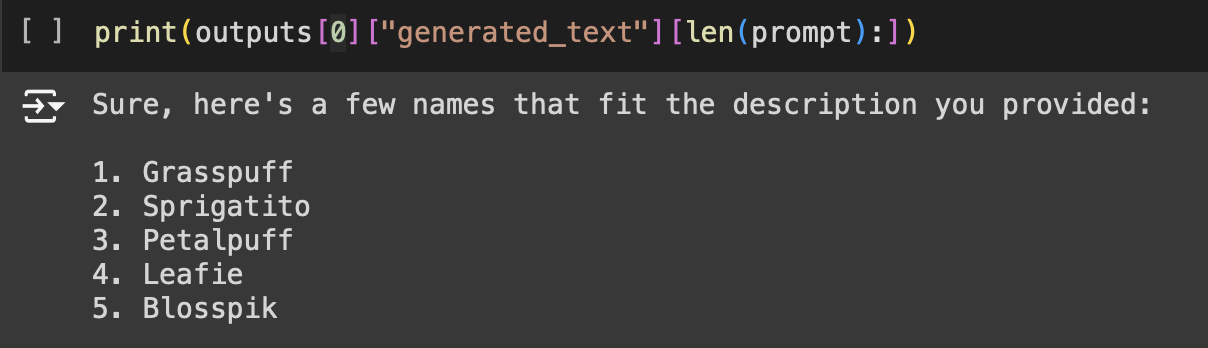 [ ] print(outputs[0]["generated_text"][len(prompt):])
Sure, here's a few names that fit the description you provided:
1. Grasspuff
2. Sprigatito
3. Petalpuff
4. Leafie
5. Blosspik